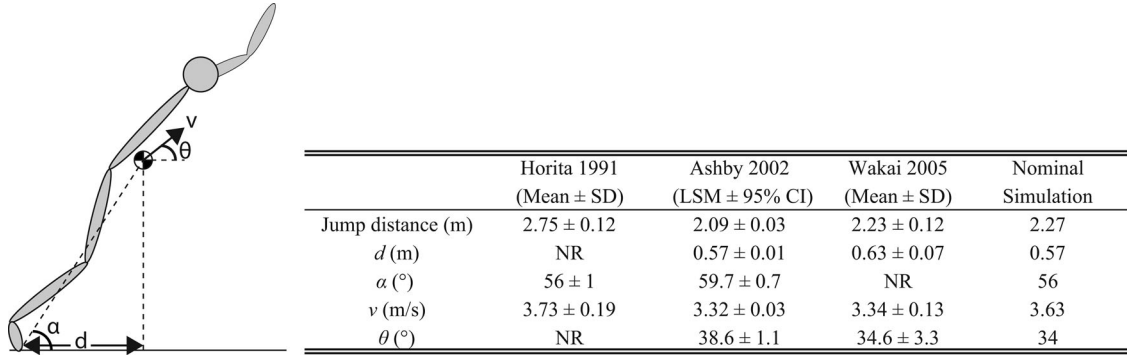 v
θ
α
d
Horita 1991 Ashby 2002 Wakai 2005 Nominal
(Mean ± SD) (LSM ± 95% CI) (Mean ± SD) Simulation
Jump distance (m) 2.75 ± 0.12 2.09 ± 0.03 2.23 ± 0.12 2.27
d (m) NR 0.57 ± 0.01 0.63 ± 0.07 0.57
α (°) 56 ± 1 59.7 ± 0.7 NR 56
v (m/s) 3.73 ± 0.19 3.32 ± 0.03 3.34 ± 0.13 3.63
θ (°) NR 38.6 ± 1.1 34.6 ± 3.3 34